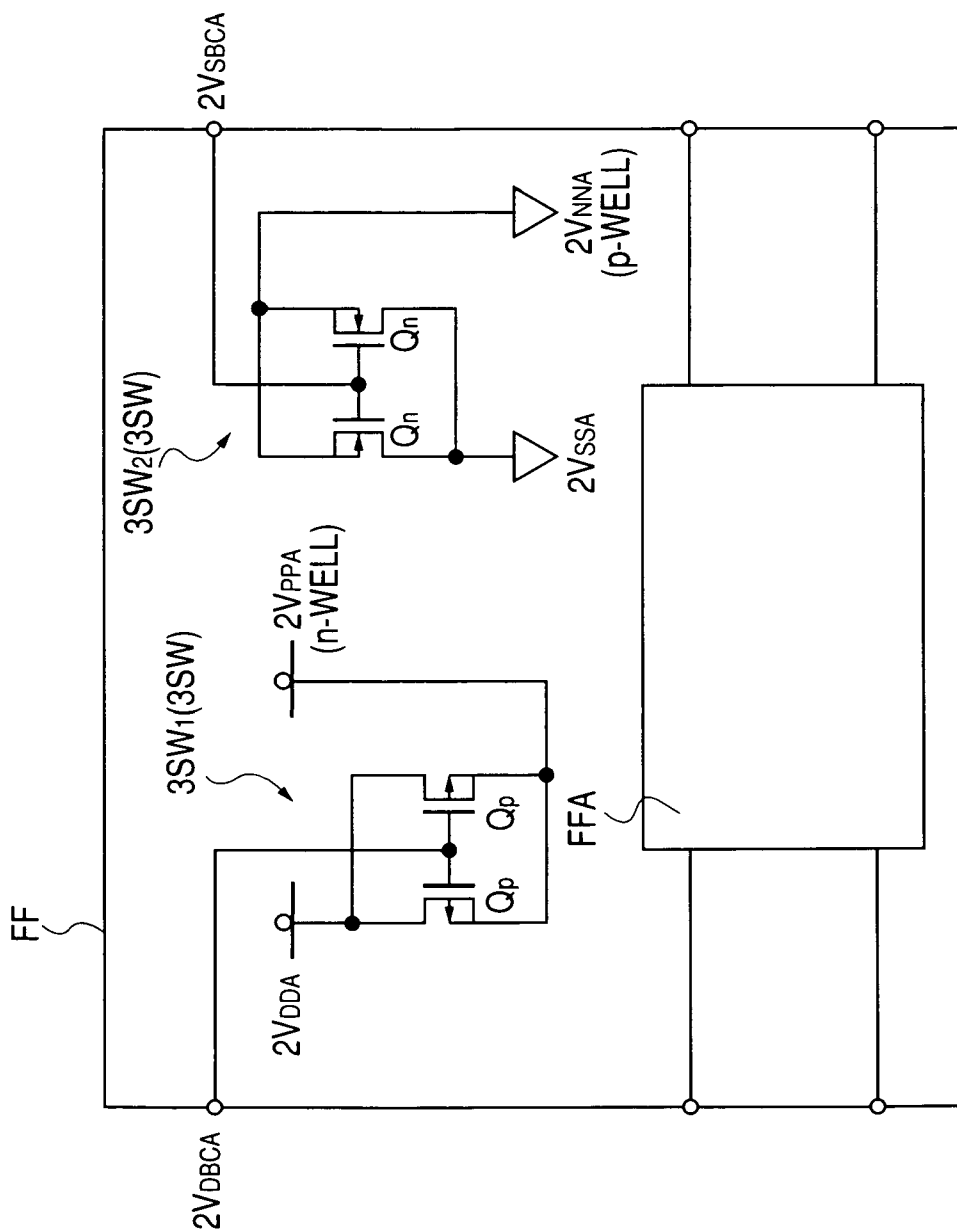 FF
2VDBCA
2VSBCA
3SW1(3SW)
3SW2(3SW)
2VDDA
2VPPA
(n-WELL)
Qp
Qp
Qn
Qn
2VSSA
2VNNA
(p-WELL)
FFA